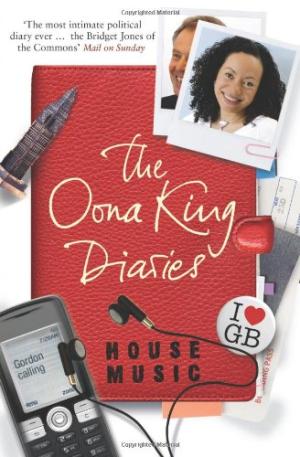 ‘The most intimate political
diary ever ... the Bridget Jones of
the Commons’ Mail on Sunday
The
Oona King
Diaries
I ♥
GB
HOUSE
MUSIC
Gordon
calling